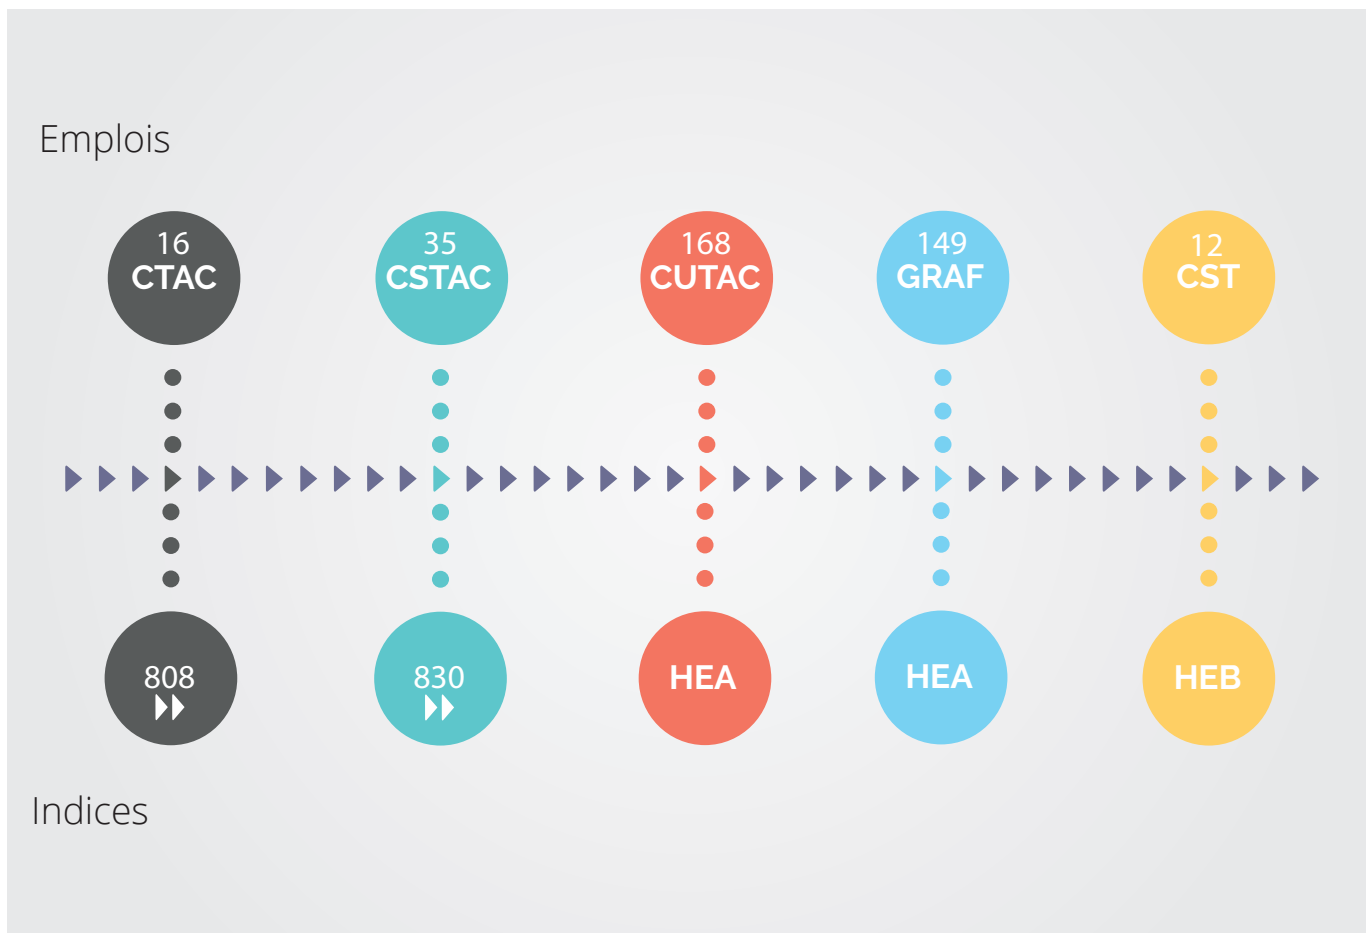 Emplois
16
CTAC
35
CSTAC
168
CUTAC
149
GRAF
12
CST
808
830
HEA
HEA
HEB
Indices